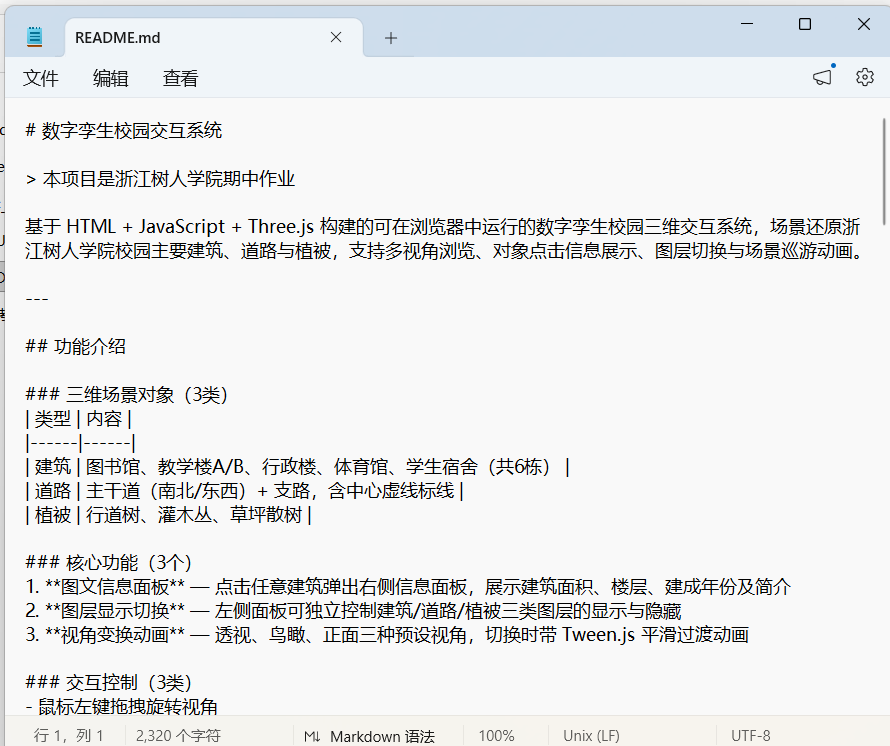 README.md
文件 编辑 查看
# 数字孪生校园交互系统
> 本项目是浙江树人学院期中作业
基于 HTML + JavaScript + Three.js 构建的可在浏览器中运行的数字孪生校园三维交互系统，场景还原浙
江树人学院校园主要建筑、道路与植被，支持多视角浏览、对象点击信息展示、图层切换与场景巡游动画。
---
## 功能介绍
### 三维场景对象（3类）
| 类型 | 内容 |
|------|------|
| 建筑 | 图书馆、教学楼A/B、行政楼、体育馆、学生宿舍（共6栋） |
| 道路 | 主干道（南北/东西）+ 支路，含中心虚线标线 |
| 植被 | 行道树、灌木丛、草坪散树 |
### 核心功能（3个）
1. **图文信息面板** — 点击任意建筑弹出右侧信息面板，展示建筑面积、楼层、建成年份及简介
2. **图层显示切换** — 左侧面板可独立控制建筑/道路/植被三类图层的显示与隐藏
3. **视角变换动画** — 透视、鸟瞰、正面三种预设视角，切换时带 Tween.js 平滑过渡动画
### 交互控制（3类）
- 鼠标左键拖拽旋转视角
行 1，列 1 2,320 个字符 M↓ Markdown 语法 100% Unix (LF) UTF-8